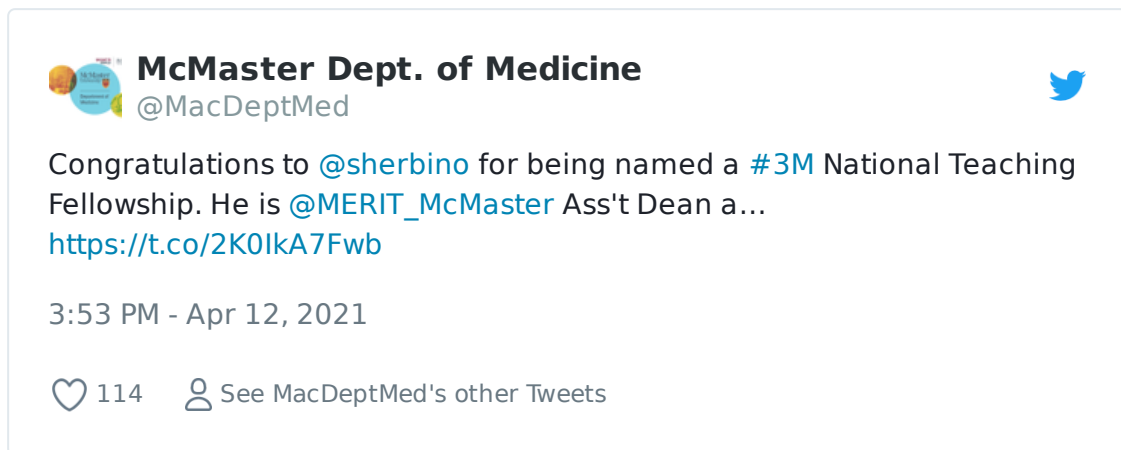 McMaster Dept. of Medicine
@MacDeptMed
Congratulations to @sherbino for being named a #3M National Teaching
Fellowship. He is @MERIT_McMaster Ass't Dean a…
https://t.co/2K0IkA7Fwb
3:53 PM - Apr 12, 2021
114 See MacDeptMed's other Tweets